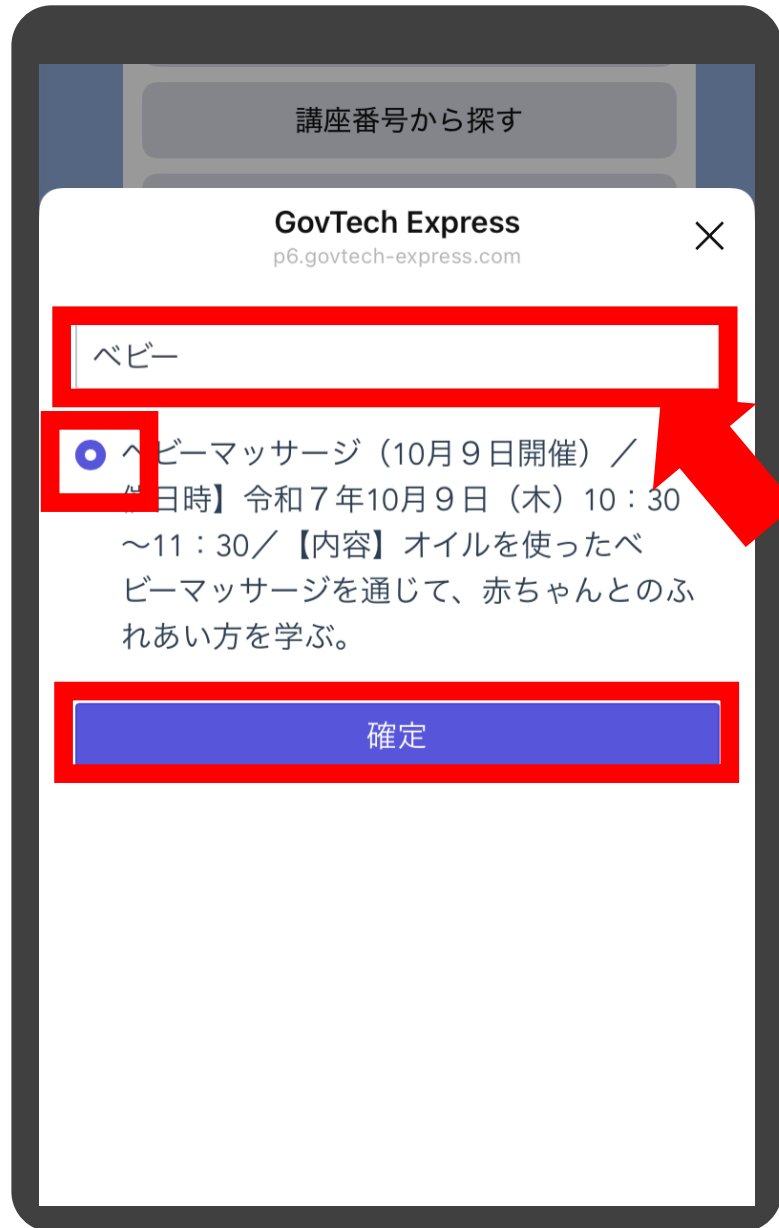 講座番号から探す
GovTech Express
p6.govtech-express.com
ベビー
ビーマッサージ（10月９日開催）／
日時】令和７年10月９日（木）10：30
～11：30／【内容】オイルを使ったベ
ビーマッサージを通じて、赤ちゃんとのふ
れあい方を学ぶ。
確定